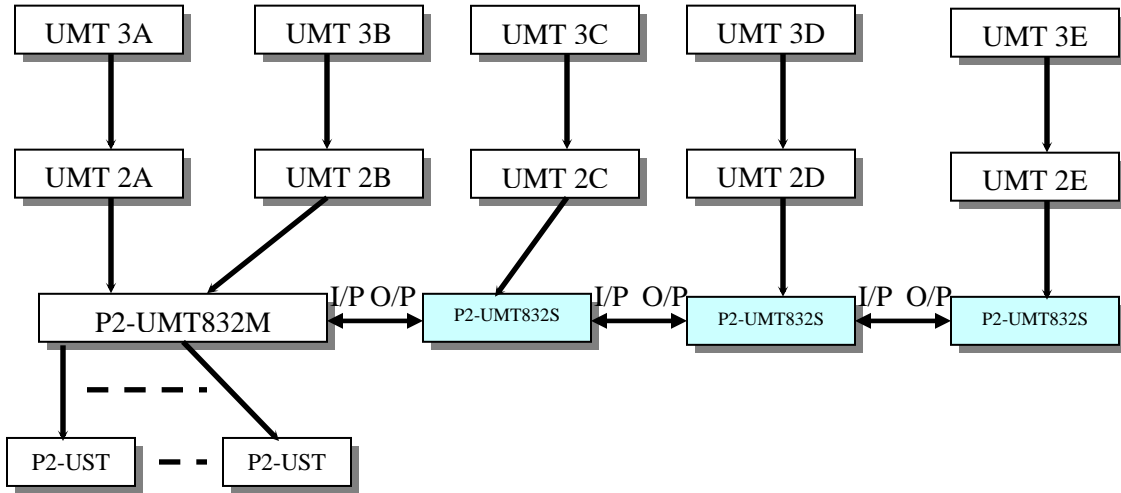 UMT 3A
UMT 3B
UMT 3C
UMT 3D
UMT 3E
UMT 2A
UMT 2B
UMT 2C
UMT 2D
UMT 2E
I/P O/P
I/P O/P
I/P O/P
P2-UMT832M
P2-UMT832S
P2-UMT832S
P2-UMT832S
P2-UST
P2-UST